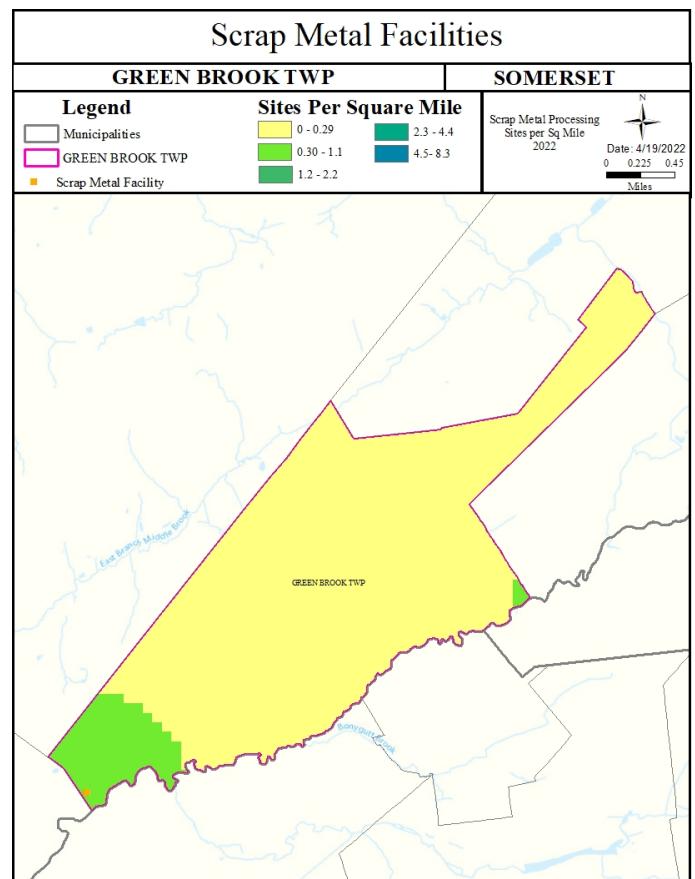 Scrap Metal Facilities
GREEN BROOK TWP
SOMERSET
Legend
Municipalities
GREEN BROOK TWP
Scrap Metal Facility
Sites Per Square Mile
0 - 0.29
0.30 - 1.1
1.2 - 2.2
2.3 - 4.4
4.5- 8.3
Scrap Metal Processing
Sites per Sq Mile
2022
N
Date: 4/19/2022
0 0.225 0.45
Miles
East Branch Middle Brook
GREEN BROOK TWP
Bonygutt Brook